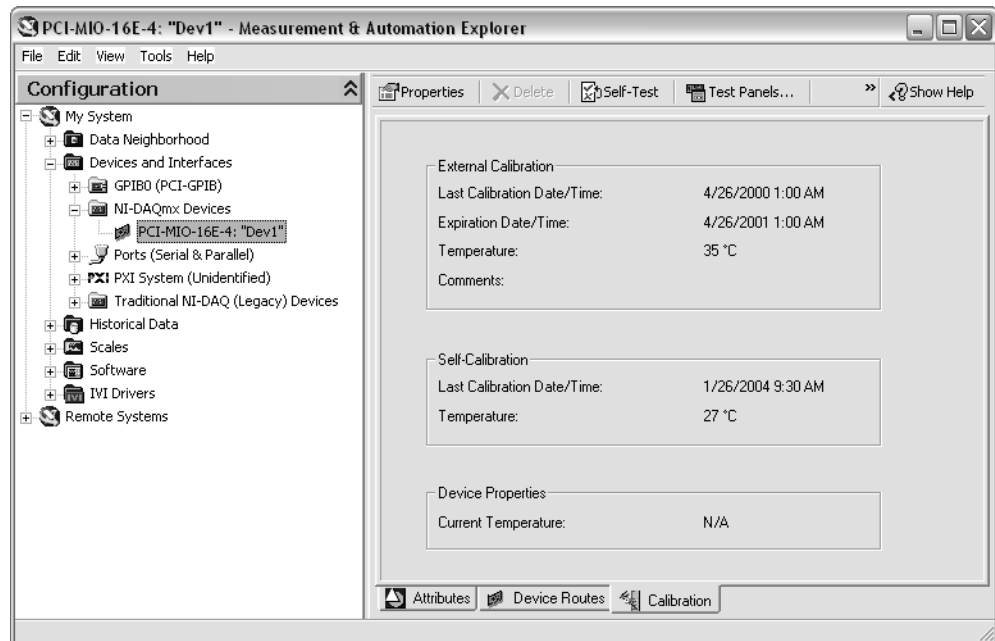 PCI-MIO-16E-4: "Dev1" - Measurement & Automation Explorer
File Edit View Tools Help
Configuration
My System
Data Neighborhood
Devices and Interfaces
GPIB0 (PCI-GPIB)
NI-DAQmx Devices
PCI-MIO-16E-4: "Dev1"
Ports (Serial & Parallel)
PXI PXI System (Unidentified)
Traditional NI-DAQ (Legacy) Devices
Historical Data
Scales
Software
IVI IVI Drivers
Remote Systems
Properties Delete Self-Test Test Panels... » Show Help
External Calibration
Last Calibration Date/Time: 4/26/2000 1:00 AM
Expiration Date/Time: 4/26/2001 1:00 AM
Temperature: 35 °C
Comments:
Self-Calibration
Last Calibration Date/Time: 1/26/2004 9:30 AM
Temperature: 27 °C
Device Properties
Current Temperature: N/A
Attributes Device Routes Calibration